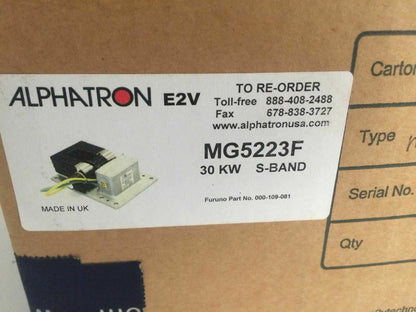 ALPHATRON E2V
TO RE-ORDER
Toll-free 888-408-2488
Fax 678-838-3727
www.alphatronusa.com
MG5223F
30 KW S-BAND
MADE IN UK
Furuno Part No. 000-109-081
Carton
Type
Serial No.
Qty